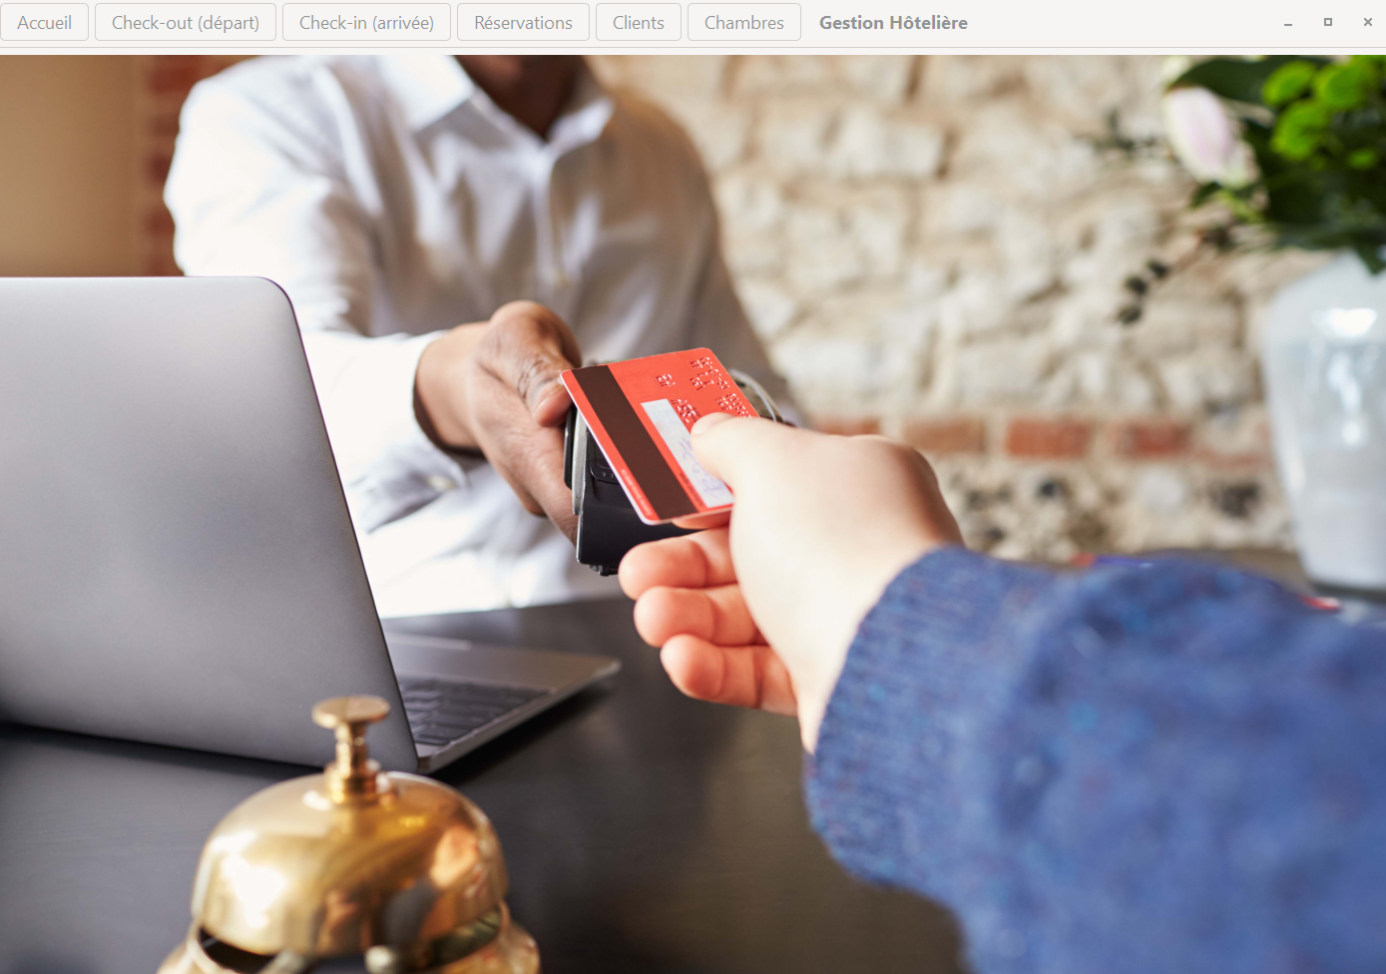 Accueil
Check-out (départ)
Check-in (arrivée)
Réservations
Clients
Chambres
Gestion Hôtelière